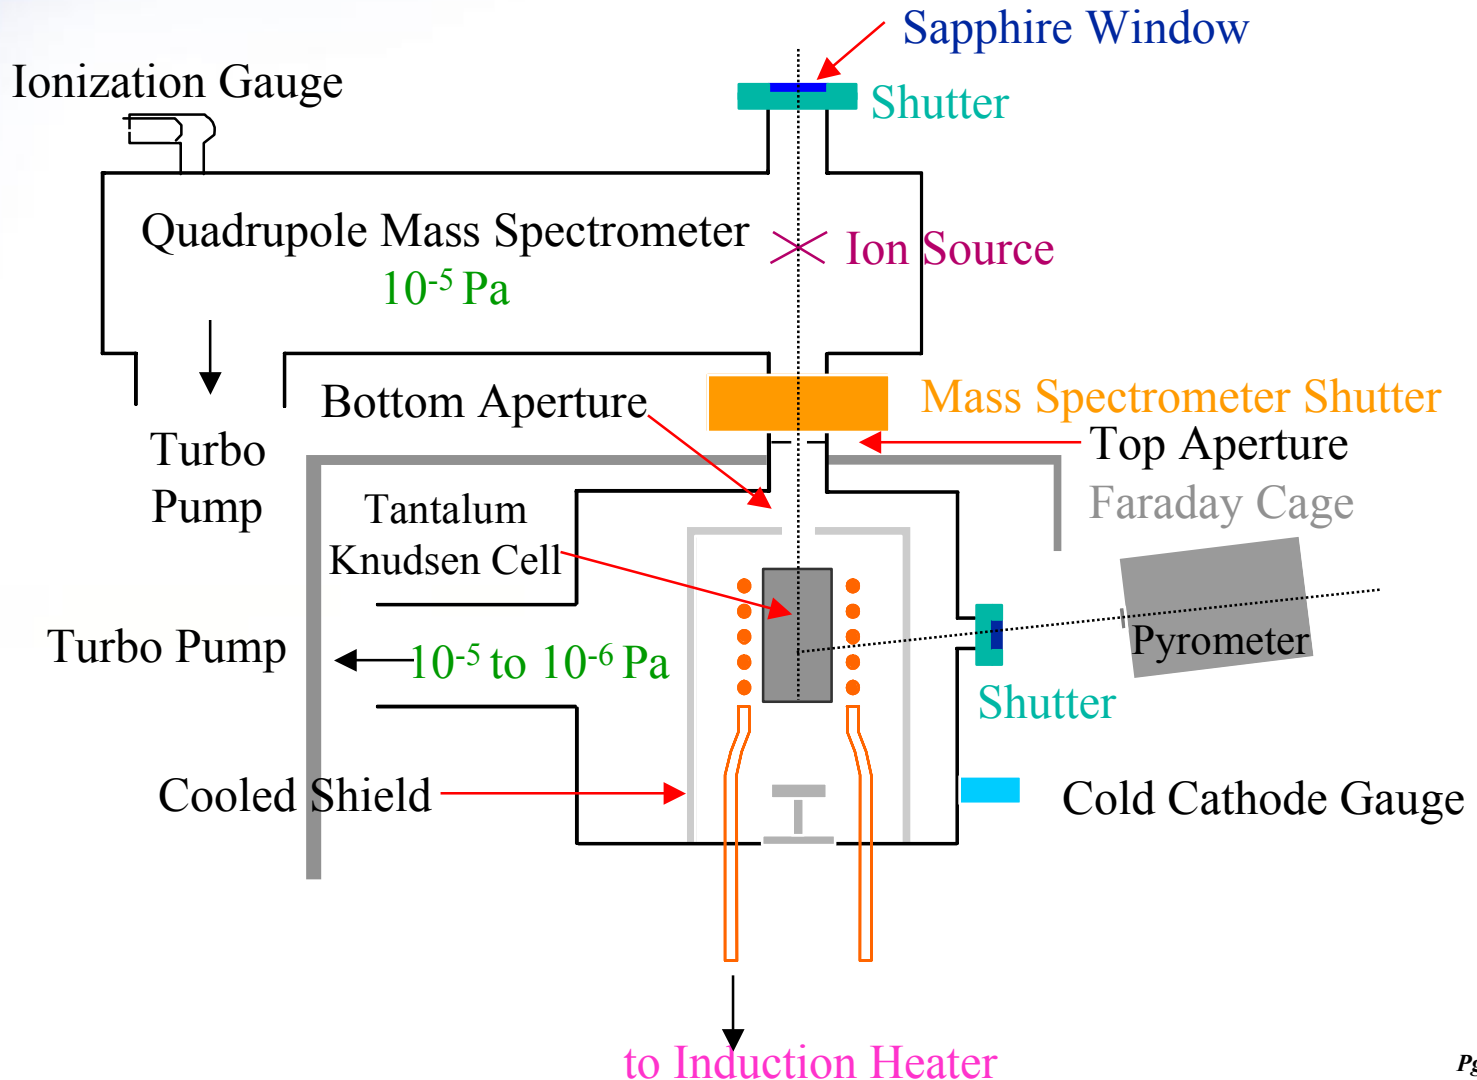 Sapphire Window
Ionization Gauge
Shutter
Quadrupole Mass Spectrometer
10⁻⁵ Pa
Ion Source
Bottom Aperture
Mass Spectrometer Shutter
Top Aperture
Turbo
Pump
Faraday Cage
Tantalum
Knudsen Cell
Pyrometer
Turbo Pump
10⁻⁵ to 10⁻⁶ Pa
Shutter
Cooled Shield
Cold Cathode Gauge
to Induction Heater
Pg